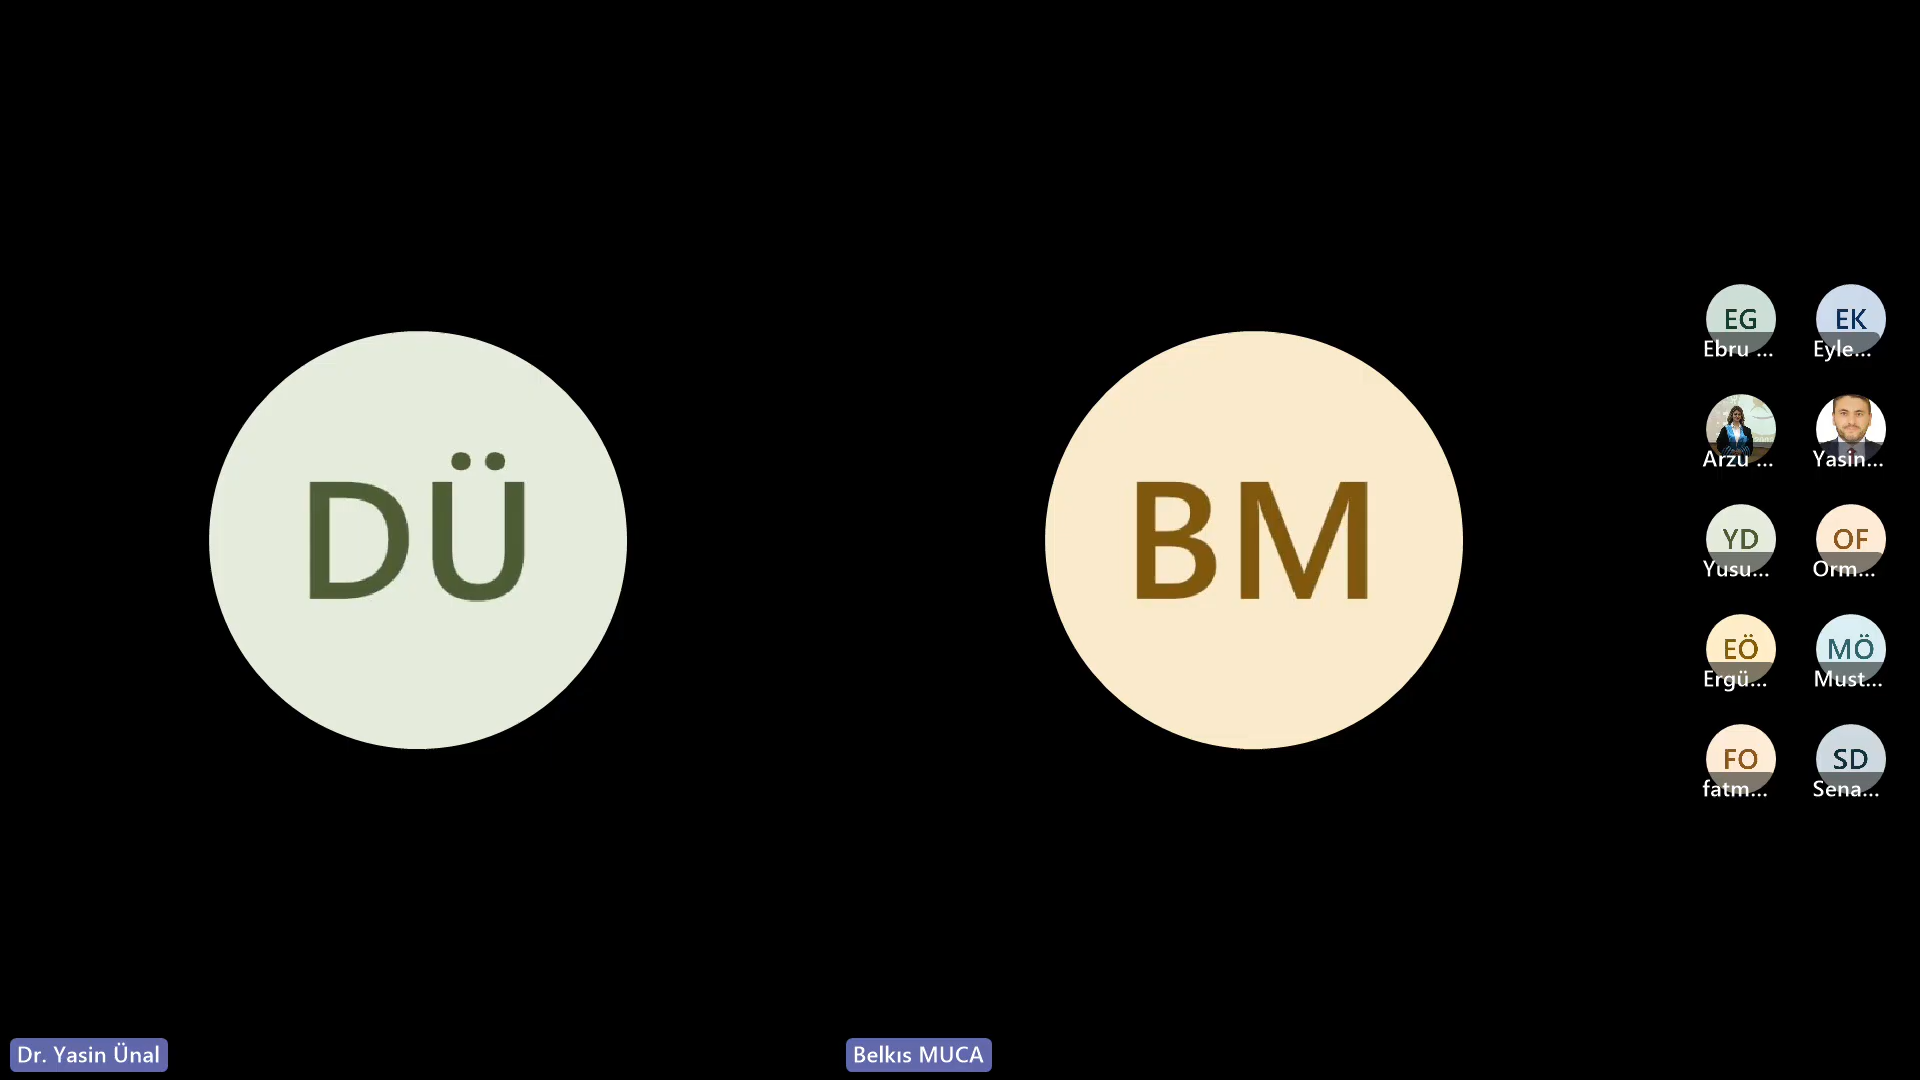 DÜ
Dr. Yasin Ünal
BM
Belkıs MUCA
EG
Ebru ...
EK
Eyle...
Arzu ...
Yasin...
YD
Yusu...
OF
Orm...
EÖ
Ergü...
MÖ
Must...
FO
fatm...
SD
Sena...